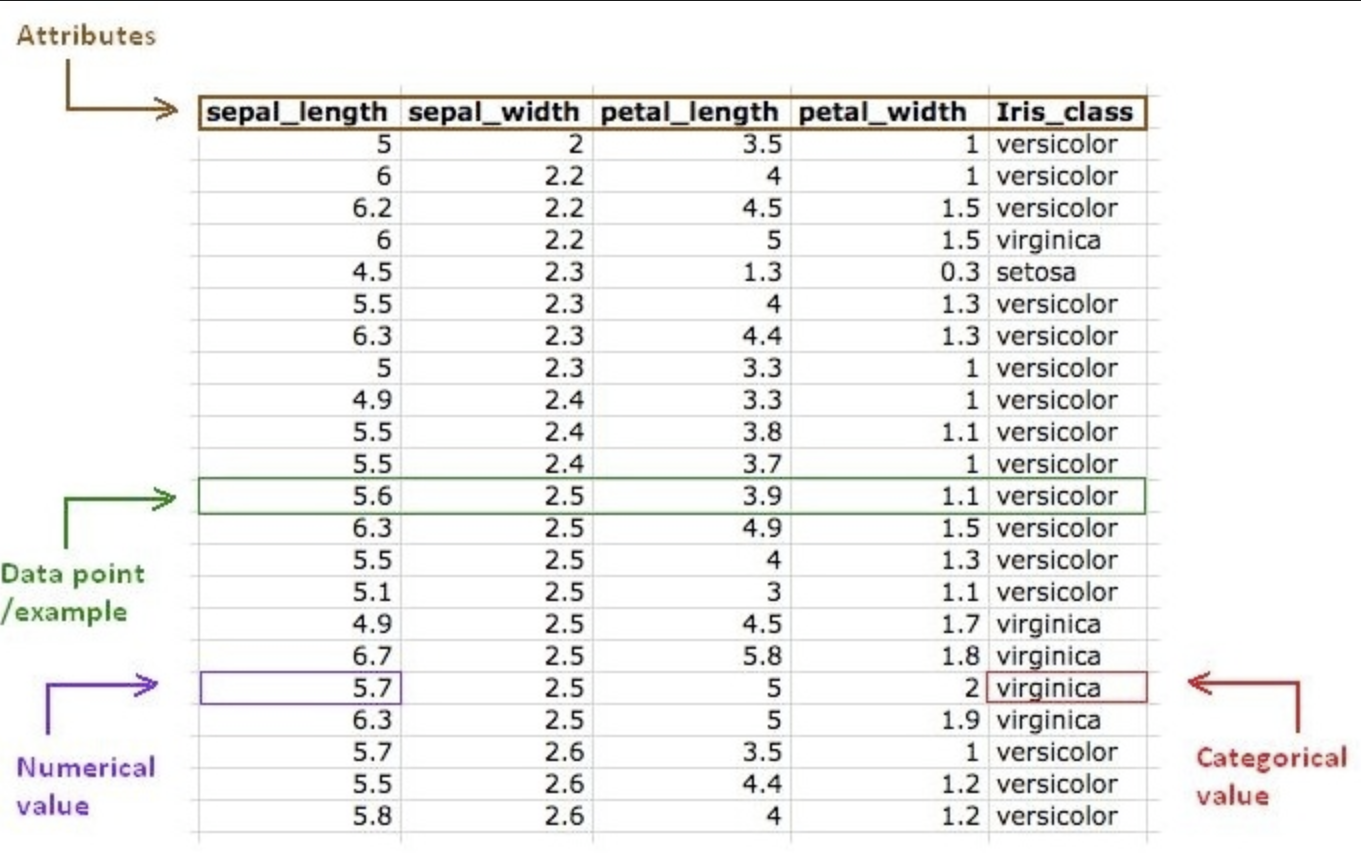 Attributes
sepal_length sepal_width petal_length petal_width Iris_class
5 2 3.5 1 versicolor
6 2.2 4 1 versicolor
6.2 2.2 4.5 1.5 versicolor
6 2.2 5 1.5 virginica
4.5 2.3 1.3 0.3 setosa
5.5 2.3 4 1.3 versicolor
6.3 2.3 4.4 1.3 versicolor
5 2.3 3.3 1 versicolor
4.9 2.4 3.3 1 versicolor
5.5 2.4 3.8 1.1 versicolor
5.5 2.4 3.7 1 versicolor
5.6 2.5 3.9 1.1 versicolor
6.3 2.5 4.9 1.5 versicolor
5.5 2.5 4 1.3 versicolor
5.1 2.5 3 1.1 versicolor
4.9 2.5 4.5 1.7 virginica
6.7 2.5 5.8 1.8 virginica
5.7 2.5 5 2 virginica
6.3 2.5 5 1.9 virginica
5.7 2.6 3.5 1 versicolor
5.5 2.6 4.4 1.2 versicolor
5.8 2.6 4 1.2 versicolor
Data point
/example
Numerical
value
Categorical
value